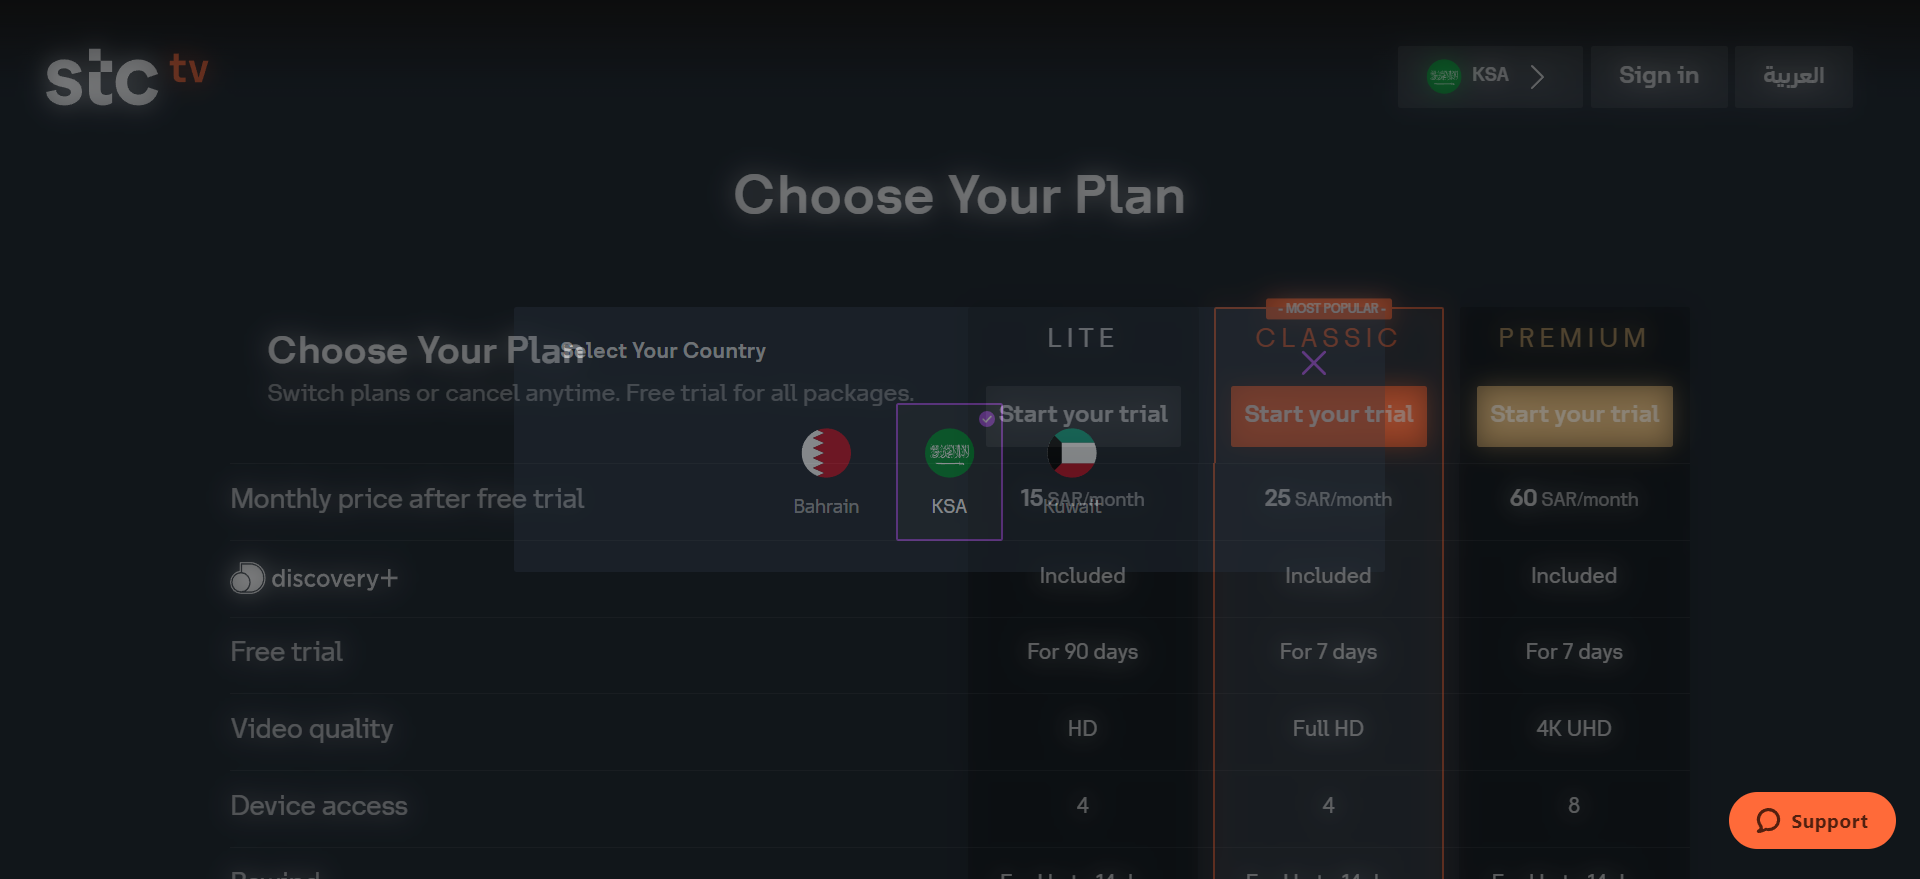 stc tv
KSA
Sign in
العربية
Choose Your Plan
- MOST POPULAR -
LITE
CLASSIC
PREMIUM
Choose Your Plan
Select Your Country
Switch plans or cancel anytime. Free trial for all packages.
Start your trial
Start your trial
Start your trial
Bahrain
KSA
Kuwait
Monthly price after free trial
15 SAR/month
25 SAR/month
60 SAR/month
discovery+
Included
Included
Included
Free trial
For 90 days
For 7 days
For 7 days
Video quality
HD
Full HD
4K UHD
Device access
4
4
8
Support